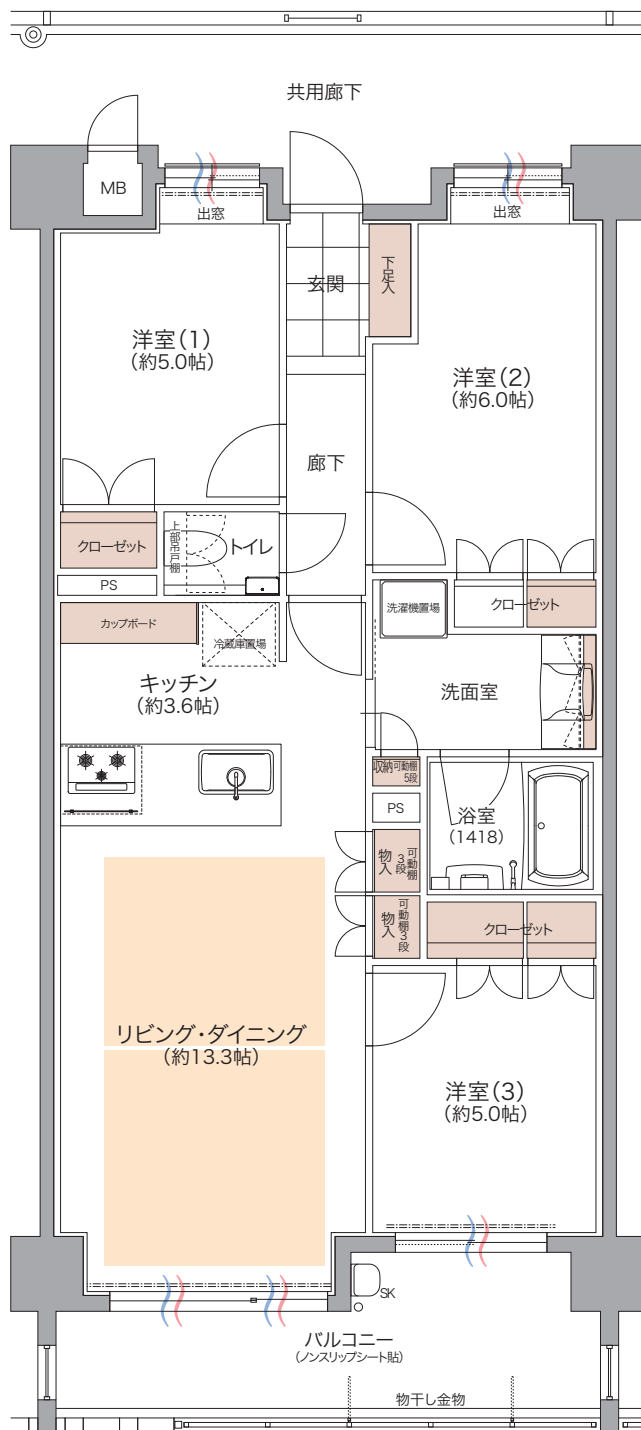 共用廊下
MB
出窓
出窓
玄関
下足入
洋室(1)
(約5.0帖)
洋室(2)
(約6.0帖)
廊下
クローゼット
上部吊戸棚
トイレ
PS
カップボード
冷蔵庫置場
洗濯機置場
クローゼット
キッチン
(約3.6帖)
洗面室
収納
可動棚
5段
PS
浴室
(1418)
物入
可動棚
3段
物入
可動棚3段
クローゼット
リビング・ダイニング
(約13.3帖)
洋室(3)
(約5.0帖)
SK
バルコニー
(ノンスリップシート貼)
物干し金物